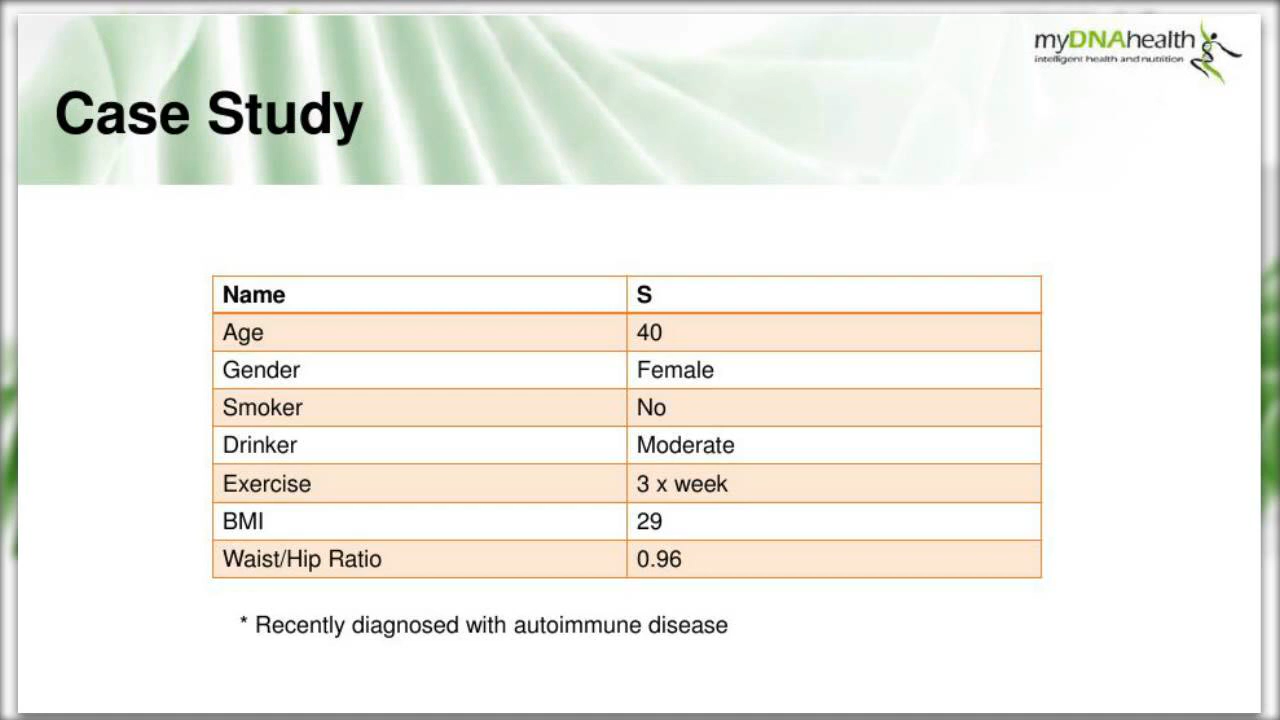 myDNAhealth
intelligent health and nutrition
Case Study
Name S
Age 40
Gender Female
Smoker No
Drinker Moderate
Exercise 3 x week
BMI 29
Waist/Hip Ratio 0.96
* Recently diagnosed with autoimmune disease